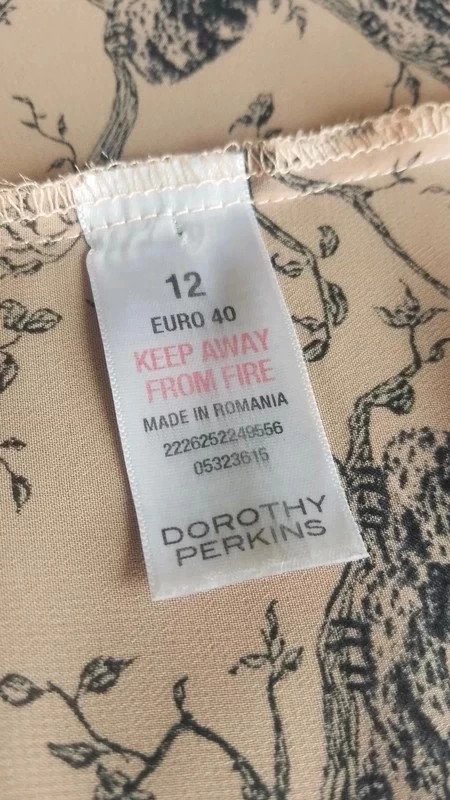 12
EURO 40
KEEP AWAY
FROM FIRE
MADE IN ROMANIA
2226252249556
05323615
DOROTHY
PERKINS